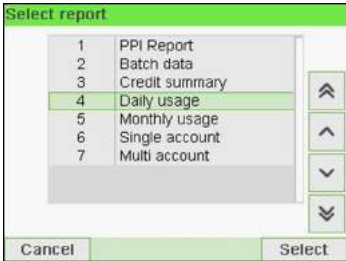 Select report
1 PPI Report
2 Batch data
3 Credit summary
4 Daily usage
5 Monthly usage
6 Single account
7 Multi account
Cancel Select